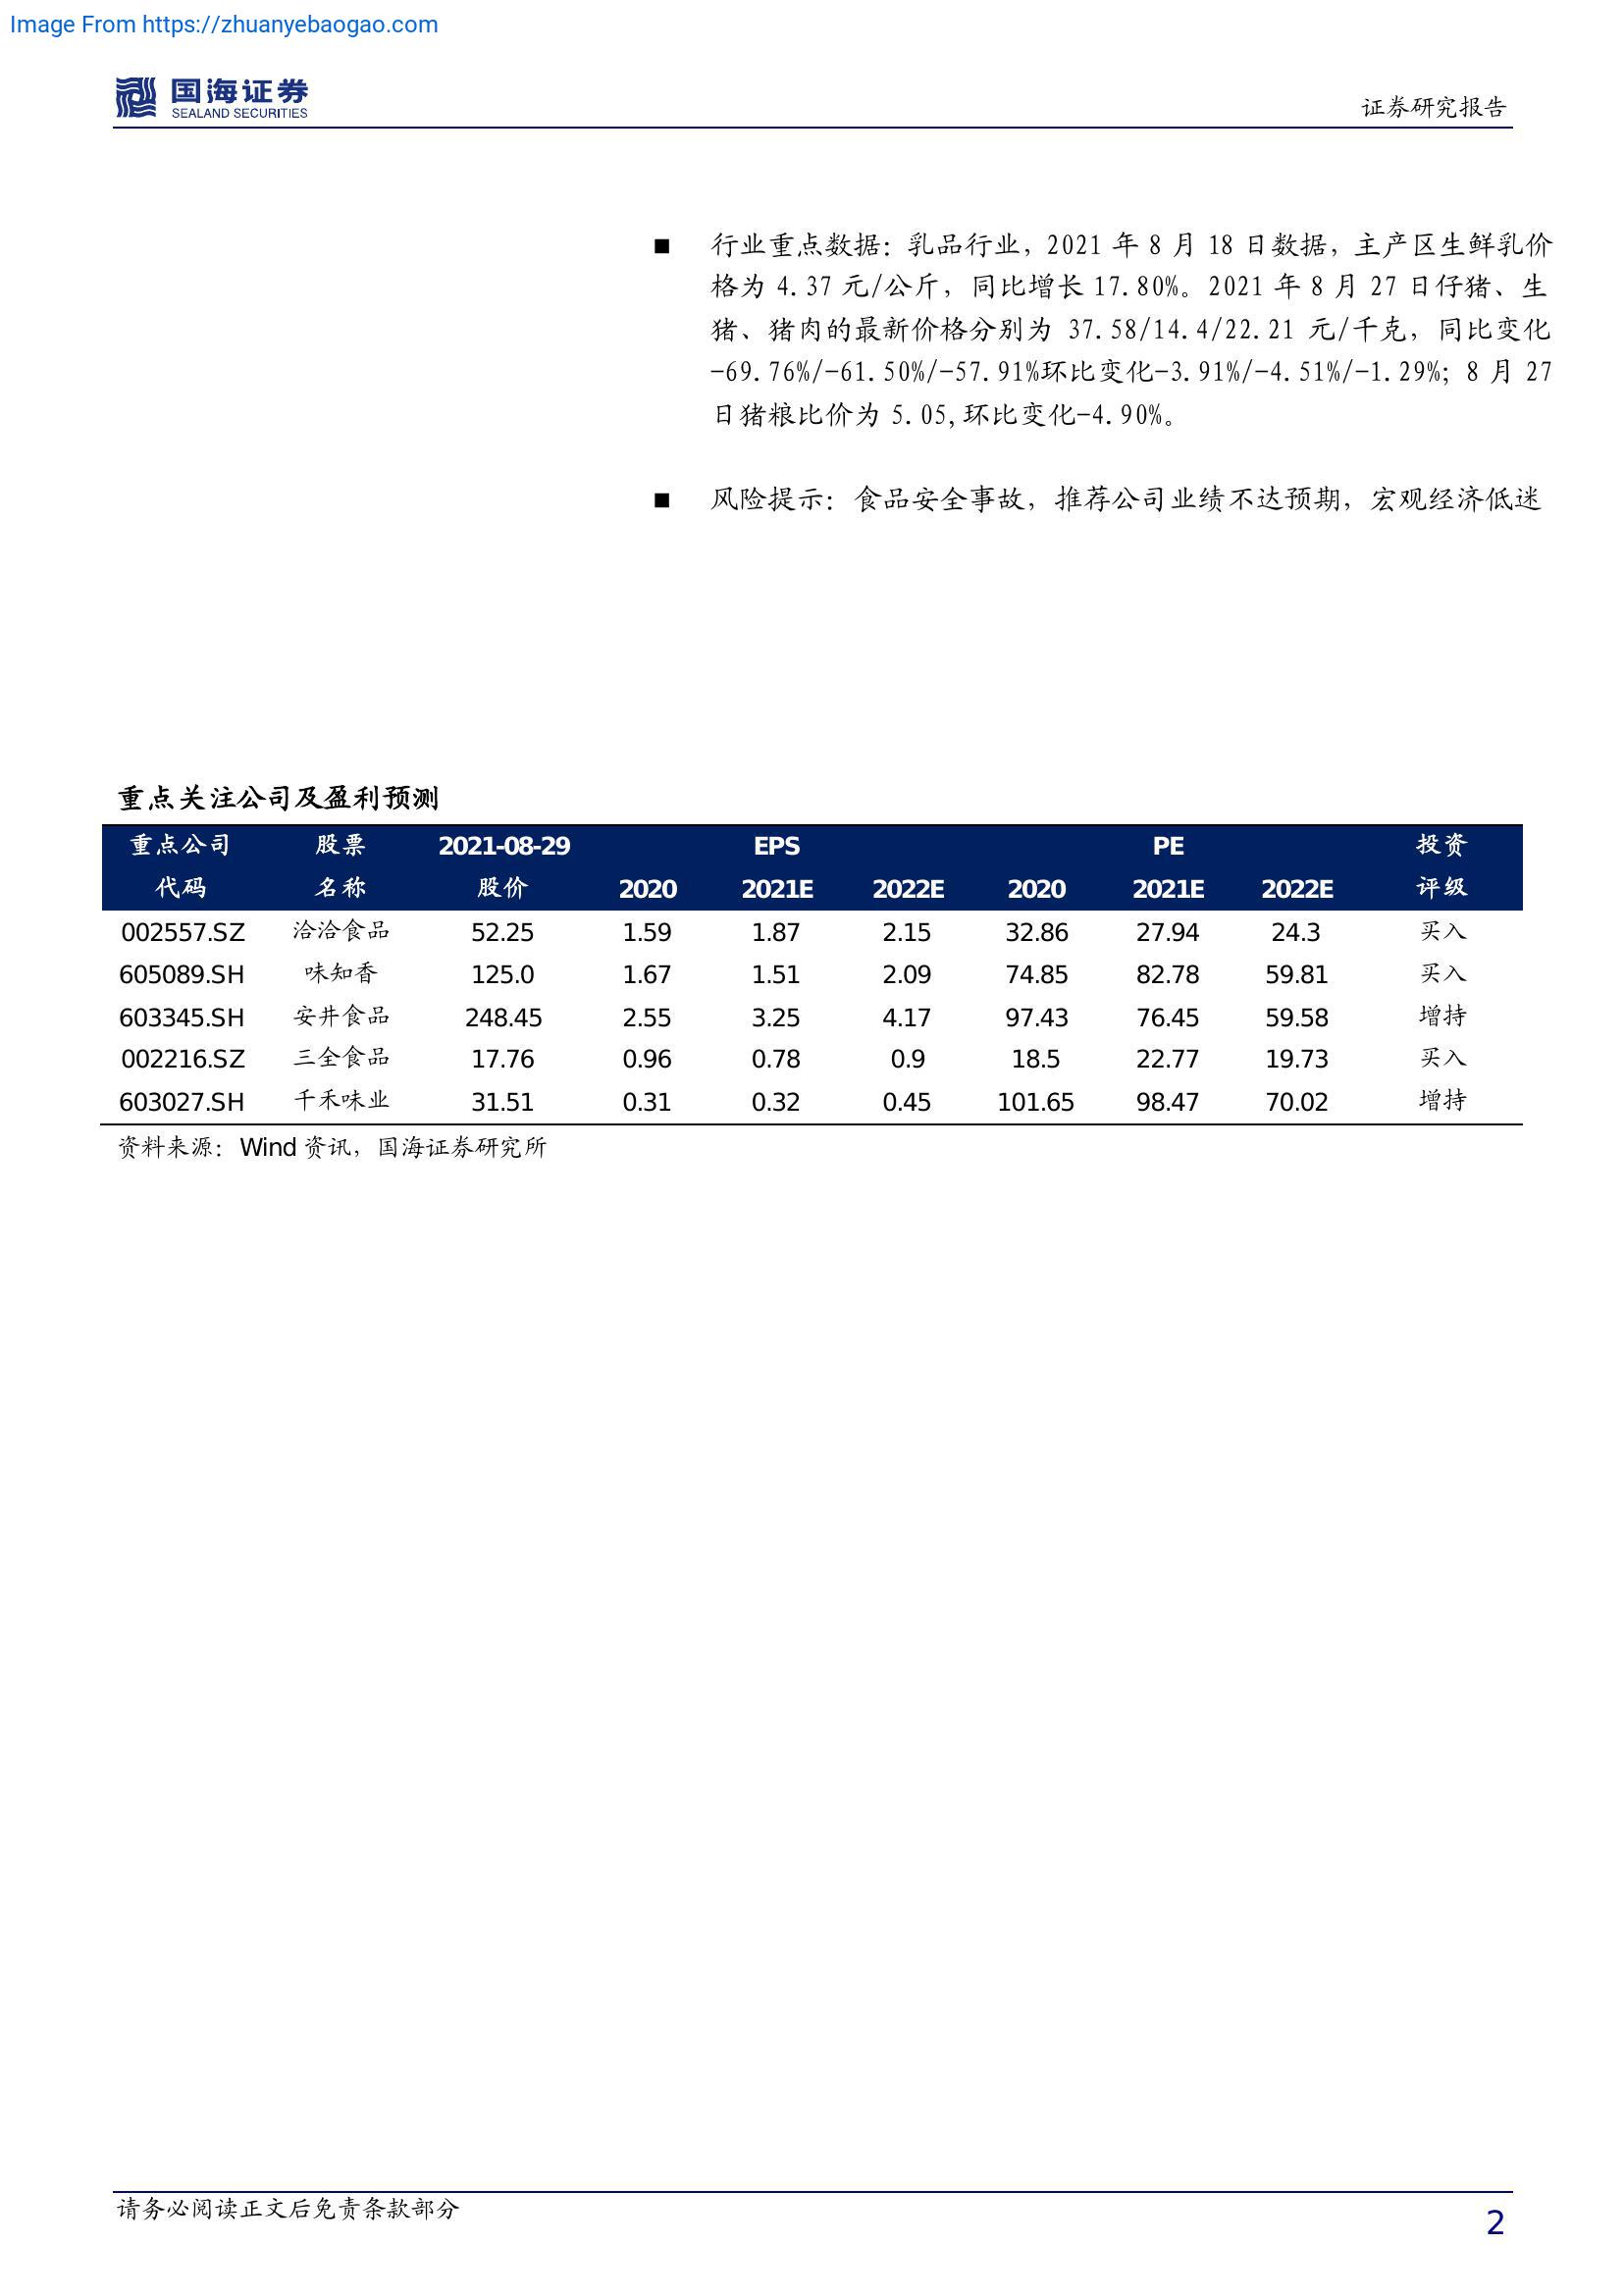 Image From https://zhuanyebaogao.com
国海证券
SEALAND SECURITIES
证券研究报告
■ 行业重点数据：乳品行业，2021 年 8 月 18 日数据，主产区生鲜乳价
格为 4.37 元/公斤，同比增长 17.80%。2021 年 8 月 27 日仔猪、生
猪、猪肉的最新价格分别为 37.58/14.4/22.21 元/千克，同比变化
-69.76%/-61.50%/-57.91%环比变化-3.91%/-4.51%/-1.29%；8 月 27
日猪粮比价为 5.05,环比变化-4.90%。
■ 风险提示：食品安全事故，推荐公司业绩不达预期，宏观经济低迷
重点关注公司及盈利预测
重点公司 股票 2021-08-29 EPS PE 投资
代码 名称 股价 2020 2021E 2022E 2020 2021E 2022E 评级
002557.SZ 洽洽食品 52.25 1.59 1.87 2.15 32.86 27.94 24.3 买入
605089.SH 味知香 125.0 1.67 1.51 2.09 74.85 82.78 59.81 买入
603345.SH 安井食品 248.45 2.55 3.25 4.17 97.43 76.45 59.58 增持
002216.SZ 三全食品 17.76 0.96 0.78 0.9 18.5 22.77 19.73 买入
603027.SH 千禾味业 31.51 0.31 0.32 0.45 101.65 98.47 70.02 增持
资料来源：Wind 资讯，国海证券研究所
请务必阅读正文后免责条款部分
2